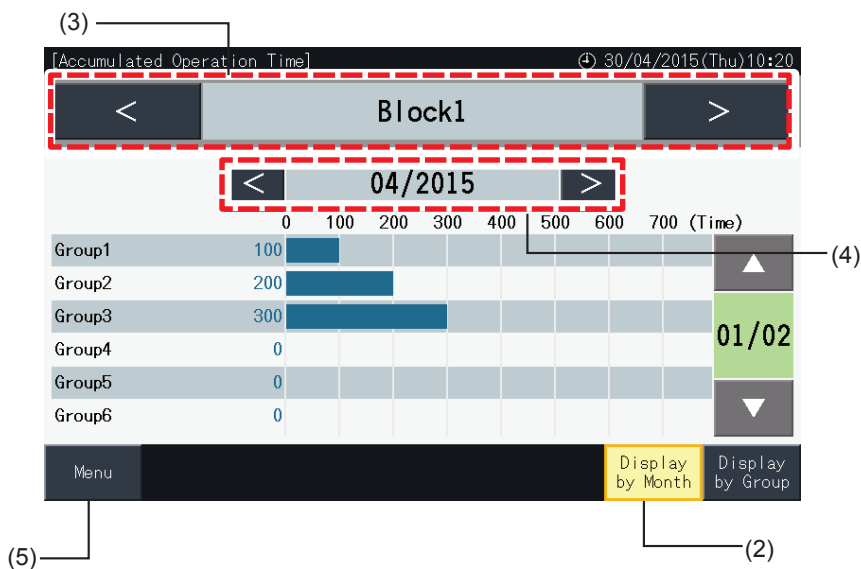 (3)
[Accumulated Operation Time] 30/04/2015(Thu)10:20
< Block1 >
< 04/2015 >
0 100 200 300 400 500 600 700 (Time)
(4)
Group1 100
Group2 200
Group3 300
01/02
Group4 0
Group5 0
Group6 0
Menu
Display by Month
Display by Group
(5)
(2)